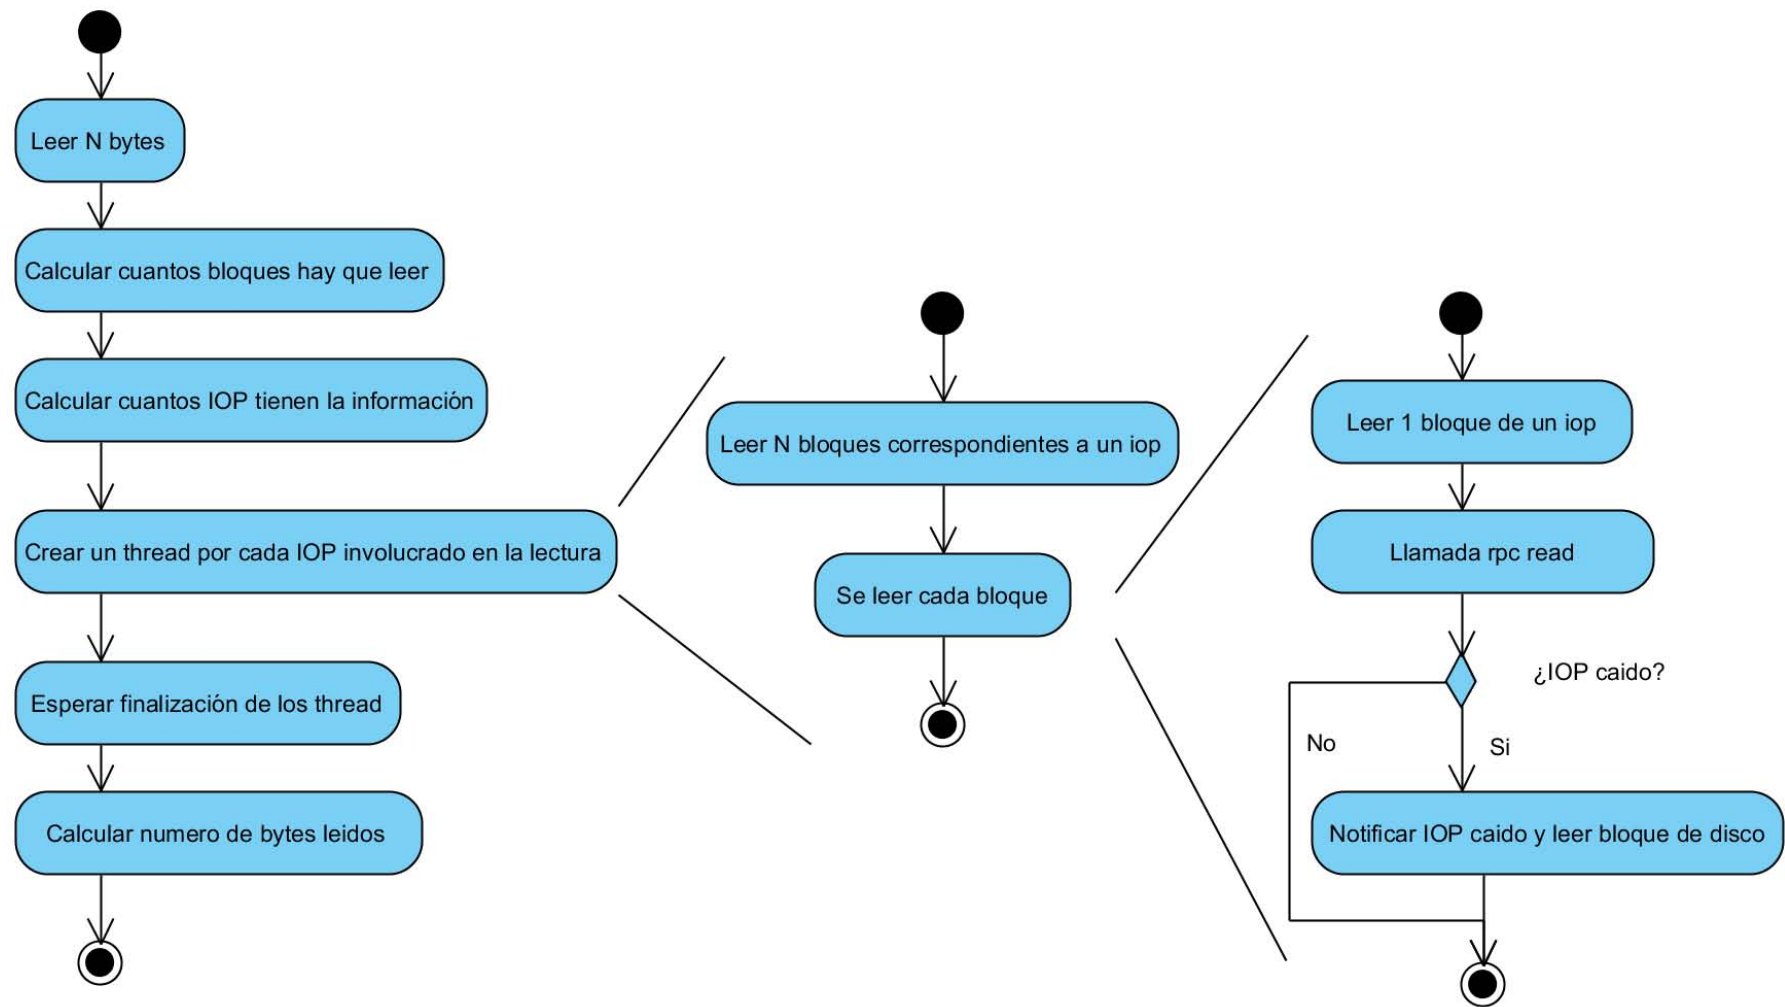 Leer N bytes
Calcular cuantos bloques hay que leer
Calcular cuantos IOP tienen la información
Crear un thread por cada IOP involucrado en la lectura
Esperar finalización de los thread
Calcular numero de bytes leidos
Leer N bloques correspondientes a un iop
Se leer cada bloque
Leer 1 bloque de un iop
Llamada rpc read
¿IOP caido?
No
Si
Notificar IOP caido y leer bloque de disco